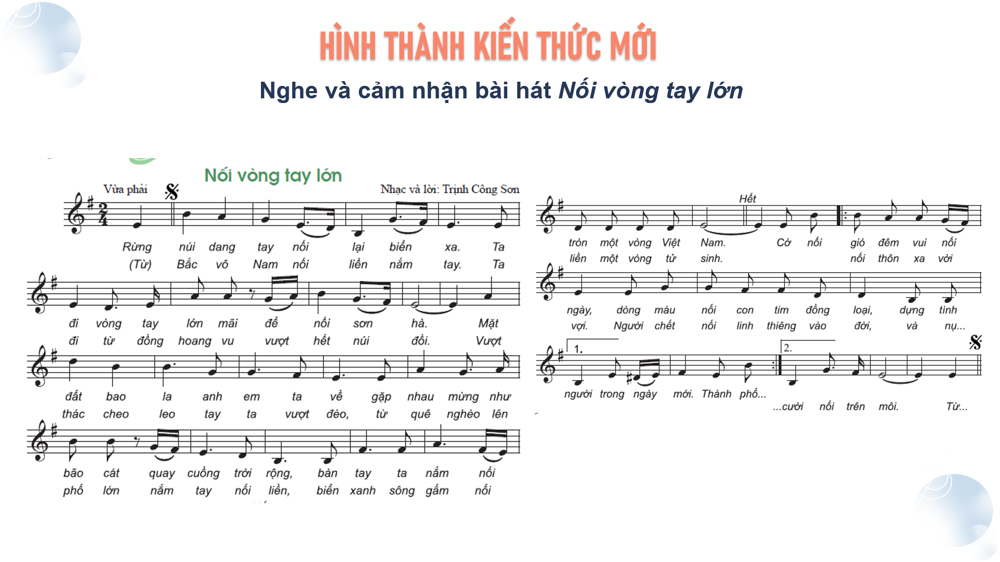 HÌNH THÀNH KIẾN THỨC MỚI
Nghe và cảm nhận bài hát Nối vòng tay lớn
Nối vòng tay lớn
Vừa phải
Nhạc và lời: Trịnh Công Sơn
2
4
Rừng núi dang tay nối lại biển xa. Ta
(Từ) Bắc vô Nam nối liền nắm tay. Ta
đi vòng tay lớn mãi để nối sơn hà. Mặt
đi từ đồng hoang vu vượt hết núi đồi. Vượt
đất bao la anh em ta về gặp nhau mừng như
thác cheo leo tay ta vượt đèo, từ quê nghèo lên
bão cát quay cuồng trời rộng, bàn tay ta nắm nối
phố lớn nắm tay nối liền, biển xanh sông gấm nối
Hết
tròn một vòng Việt Nam. Cờ nối gió đêm vui nối
liền một vòng tử sinh. nối thôn xa vời
ngày, dòng máu nối con tim đồng loại, dựng tình
vợi. Người chết nối linh thiêng vào đời, và nụ...
1.
2.
người trong ngày mới. Thành phố...
...cười nối trên môi. Từ...